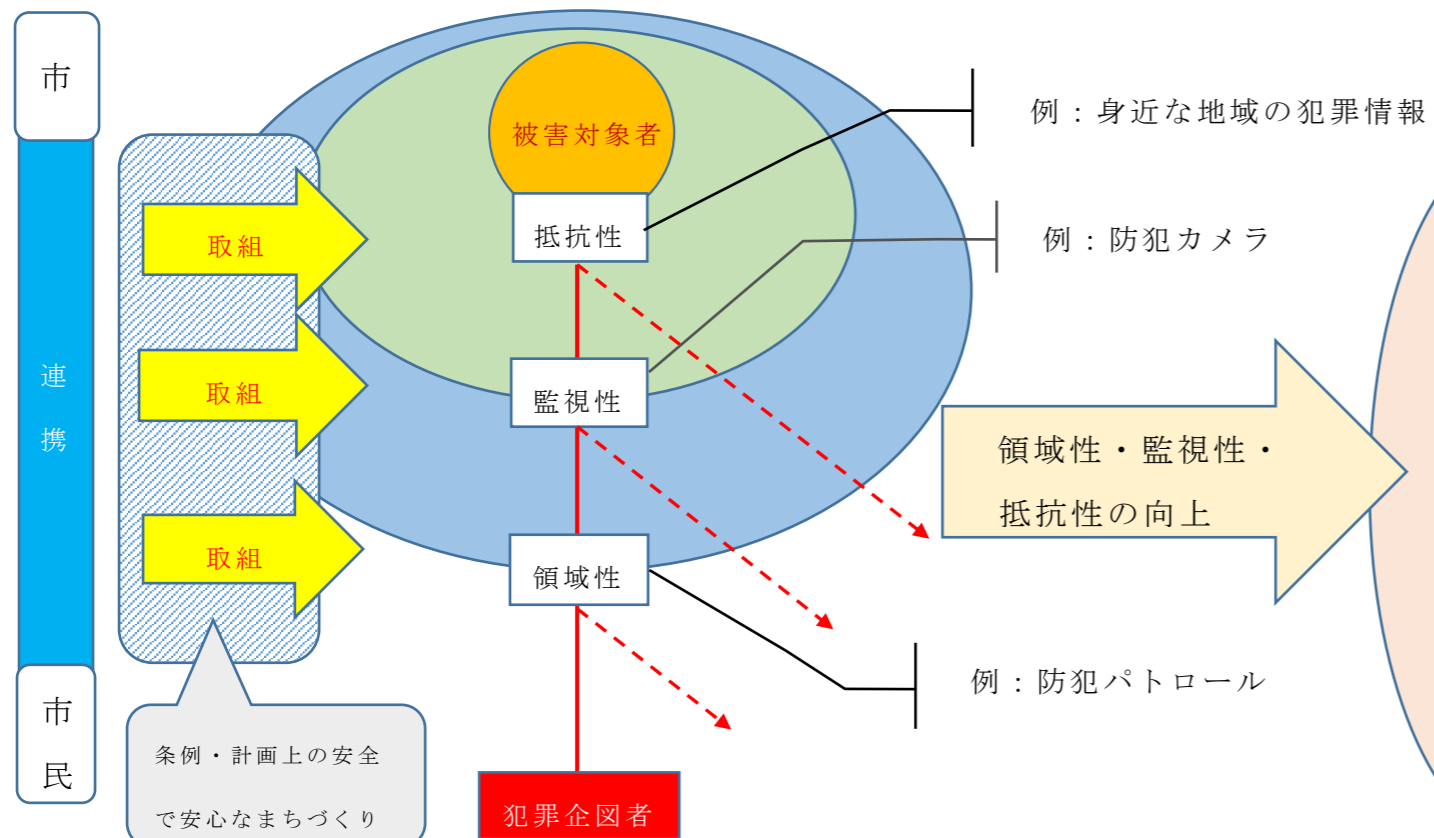 市
連
携
市
民
取組
取組
取組
条例・計画上の安全
で安心なまちづくり
被害対象者
抵抗性
監視性
領域性
犯罪企図者
例：身近な地域の犯罪情報
例：防犯カメラ
例：防犯パトロール
領域性・監視性・
抵抗性の向上